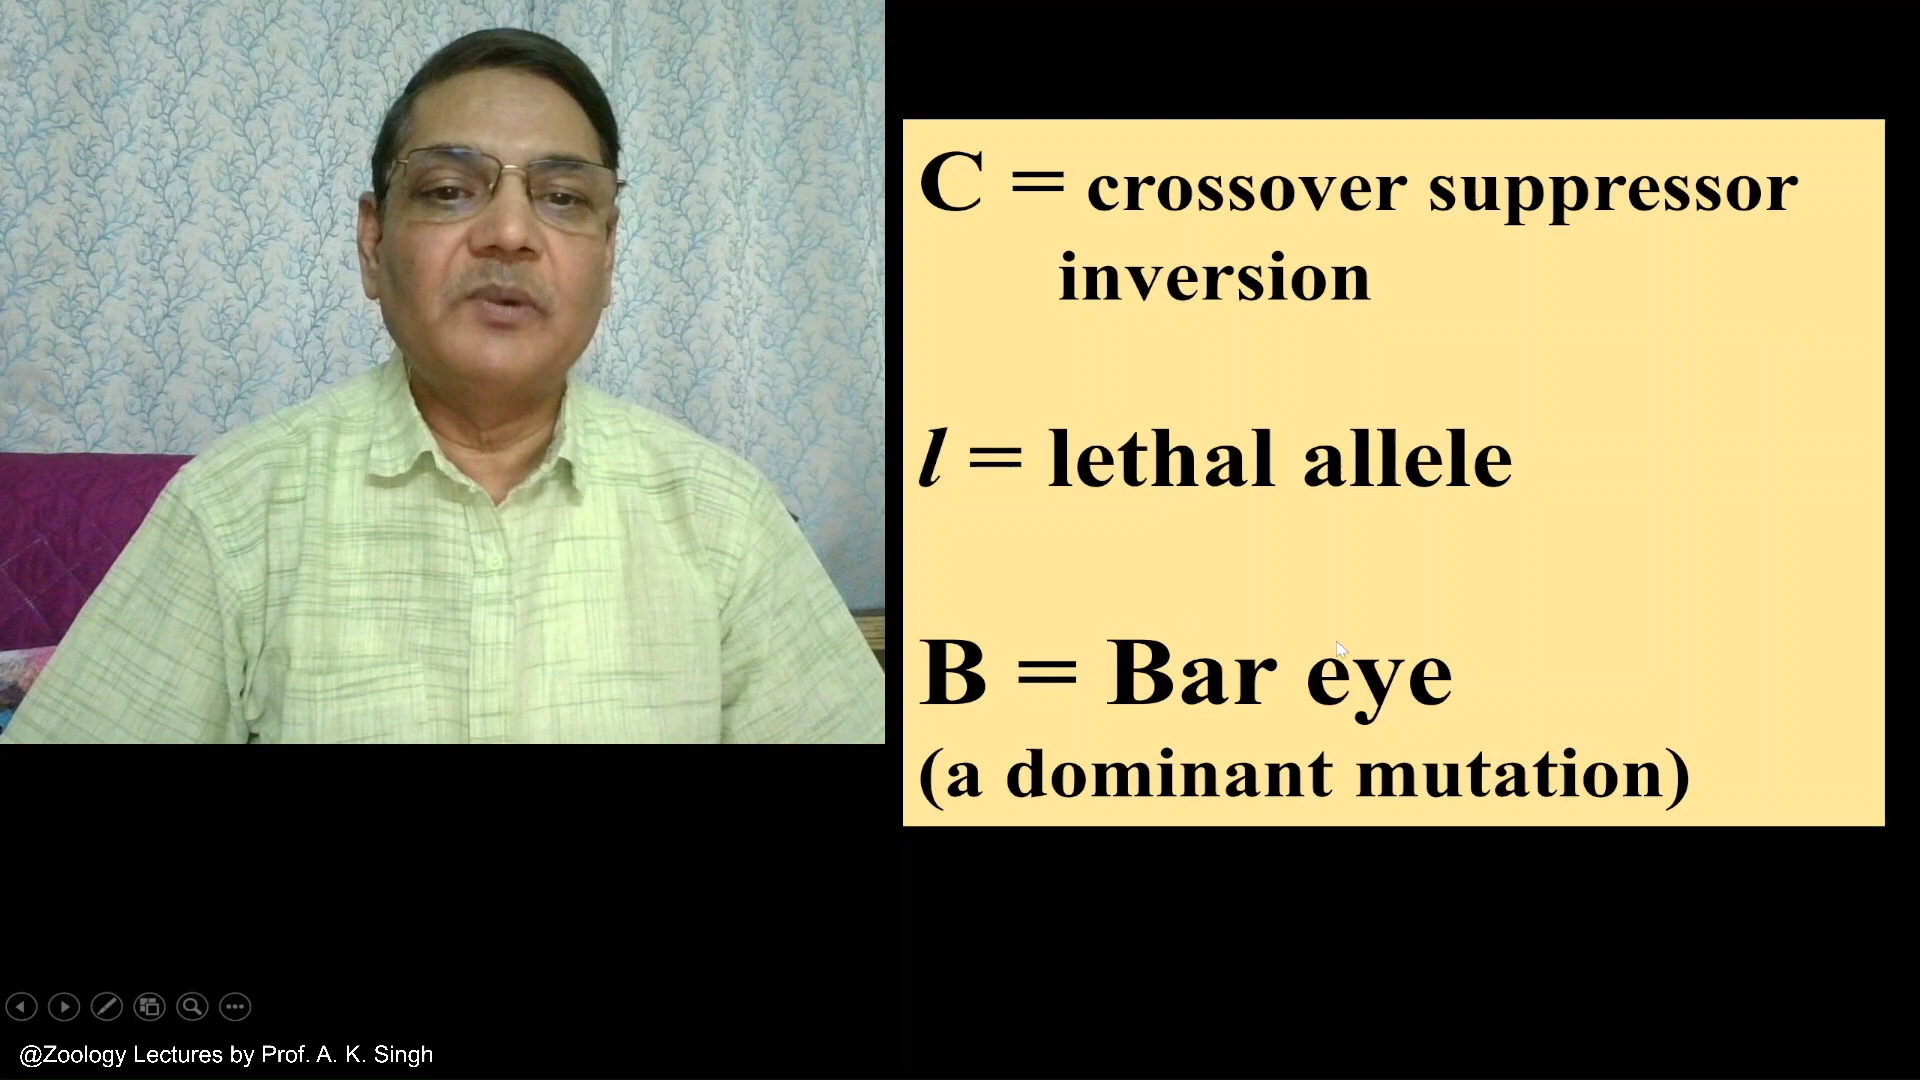 C = crossover suppressor
inversion
l = lethal allele
B = Bar eye
(a dominant mutation)
@Zoology Lectures by Prof. A. K. Singh